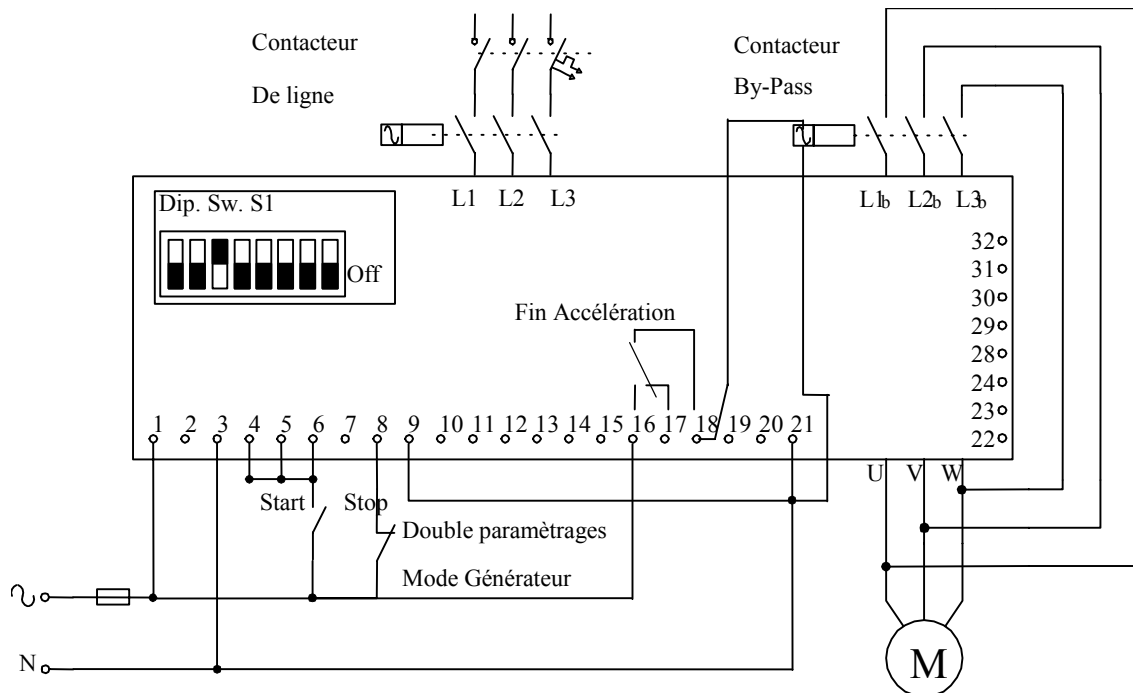 Contacteur
De ligne
Contacteur
By-Pass
L1 L2 L3
L1b L2b L3b
Dip. Sw. S1
Off
Fin Accélération
32
31
30
29
28
24
23
22
1 2 3 4 5 6 7 8 9 10 11 12 13 14 15 16 17 18 19 20 21
U V W
Start Stop
Double paramètrages
Mode Générateur
N
M